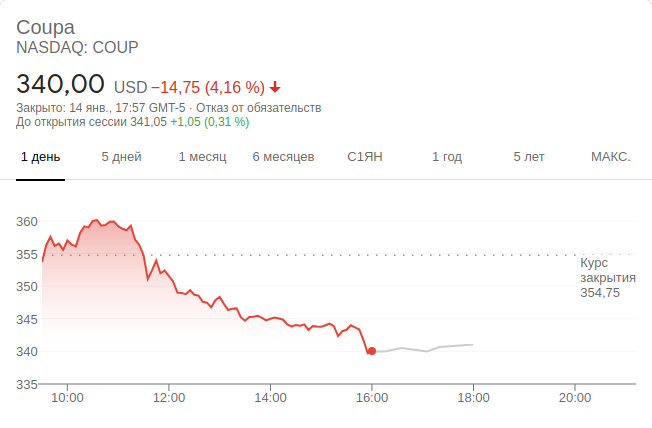 Coupa
NASDAQ: COUP
340,00 USD −14,75 (4,16 %)
Закрыто: 14 янв., 17:57 GMT-5 · Отказ от обязательств
До открытия сессии 341,05 +1,05 (0,31 %)
1 день 5 дней 1 месяц 6 месяцев С1ЯН 1 год 5 лет МАКС.
360
355
Курс
закрытия
354,75
350
345
340
335
10:00 12:00 14:00 16:00 18:00 20:00